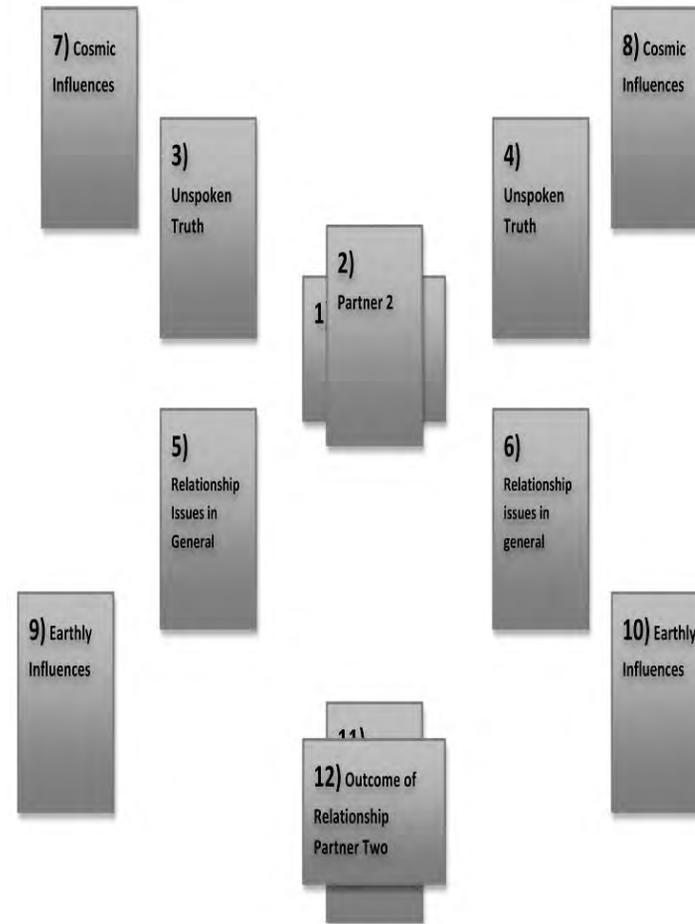 7) Cosmic
Influences
8) Cosmic
Influences
3)
Unspoken
Truth
4)
Unspoken
Truth
2)
Partner 2
1
5)
Relationship
Issues in
General
6)
Relationship
issues in
general
9) Earthly
Influences
10) Earthly
Influences
11)
12) Outcome of
Relationship
Partner Two